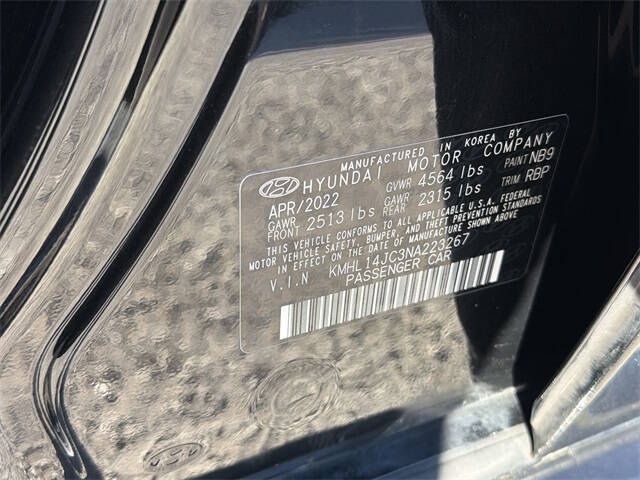 MANUFACTURED IN KOREA BY
HYUNDAI MOTOR COMPANY
APR/2022 GVWR 4564 lbs PAINT NB9
GAWR FRONT 2513 lbs GAWR REAR 2315 lbs TRIM RBP
THIS VEHICLE CONFORMS TO ALL APPLICABLE U.S.A. FEDERAL
MOTOR VEHICLE SAFETY, BUMPER, AND THEFT PREVENTION STANDARDS
IN EFFECT ON THE DATE OF MANUFACTURE SHOWN ABOVE.
V.I.N KMHL14JC3NA223267
PASSENGER CAR